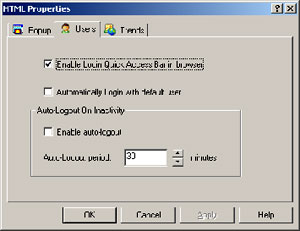 HTML Properties
Popup
Users
Trends
Enable Login Quick Access Bar in browser
Automatically Login with default user
Auto-Logout On Inactivity
Enable auto-logout
Auto-Logout period:
30
minutes
OK
Cancel
Apply
Help